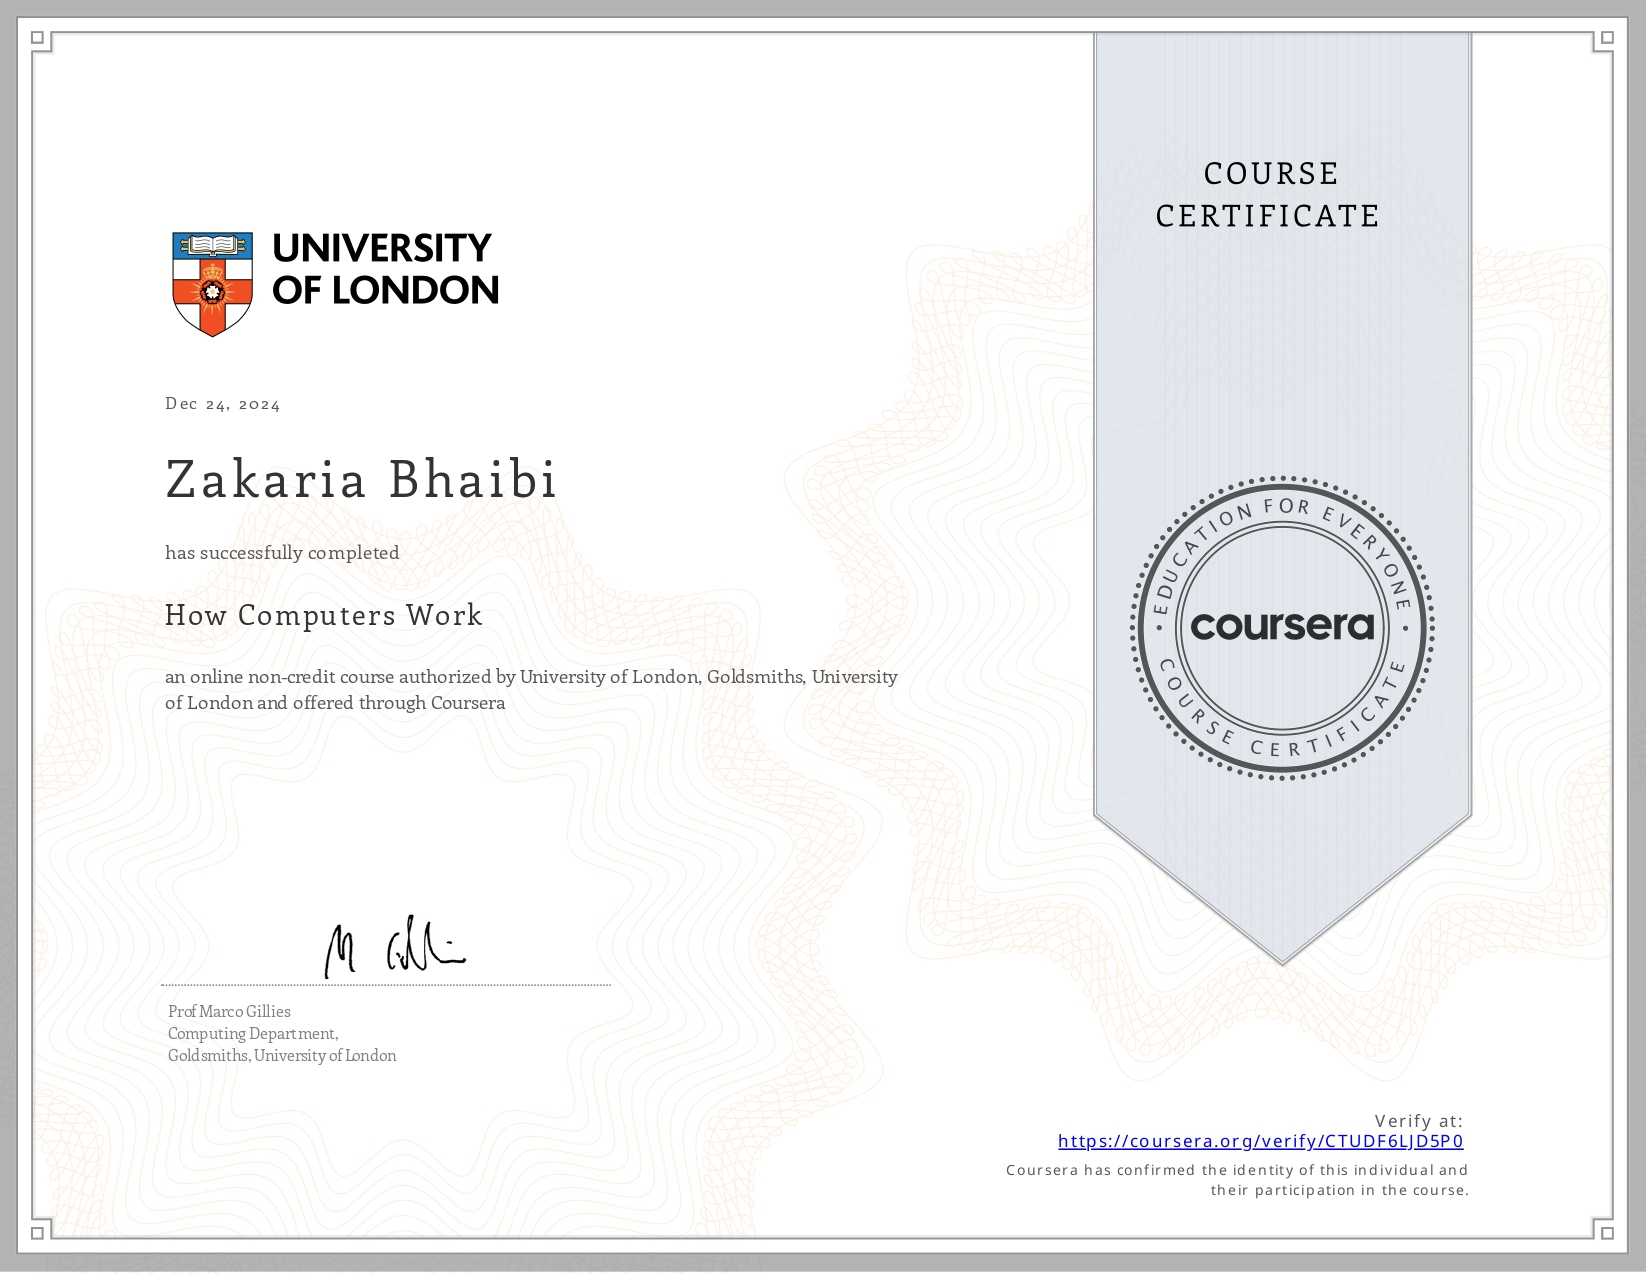 COURSE
CERTIFICATE
UNIVERSITY
OF LONDON
Dec 24, 2024
Zakaria Bhaibi
has successfully completed
How Computers Work
an online non-credit course authorized by University of London, Goldsmiths, University
of London and offered through Coursera
EDUCATION FOR EVERYONE
coursera
COURSE CERTIFICATE
Prof Marco Gillies
Computing Department,
Goldsmiths, University of London
Verify at:
https://coursera.org/verify/CTUDF6LJD5P0
Coursera has confirmed the identity of this individual and
their participation in the course.